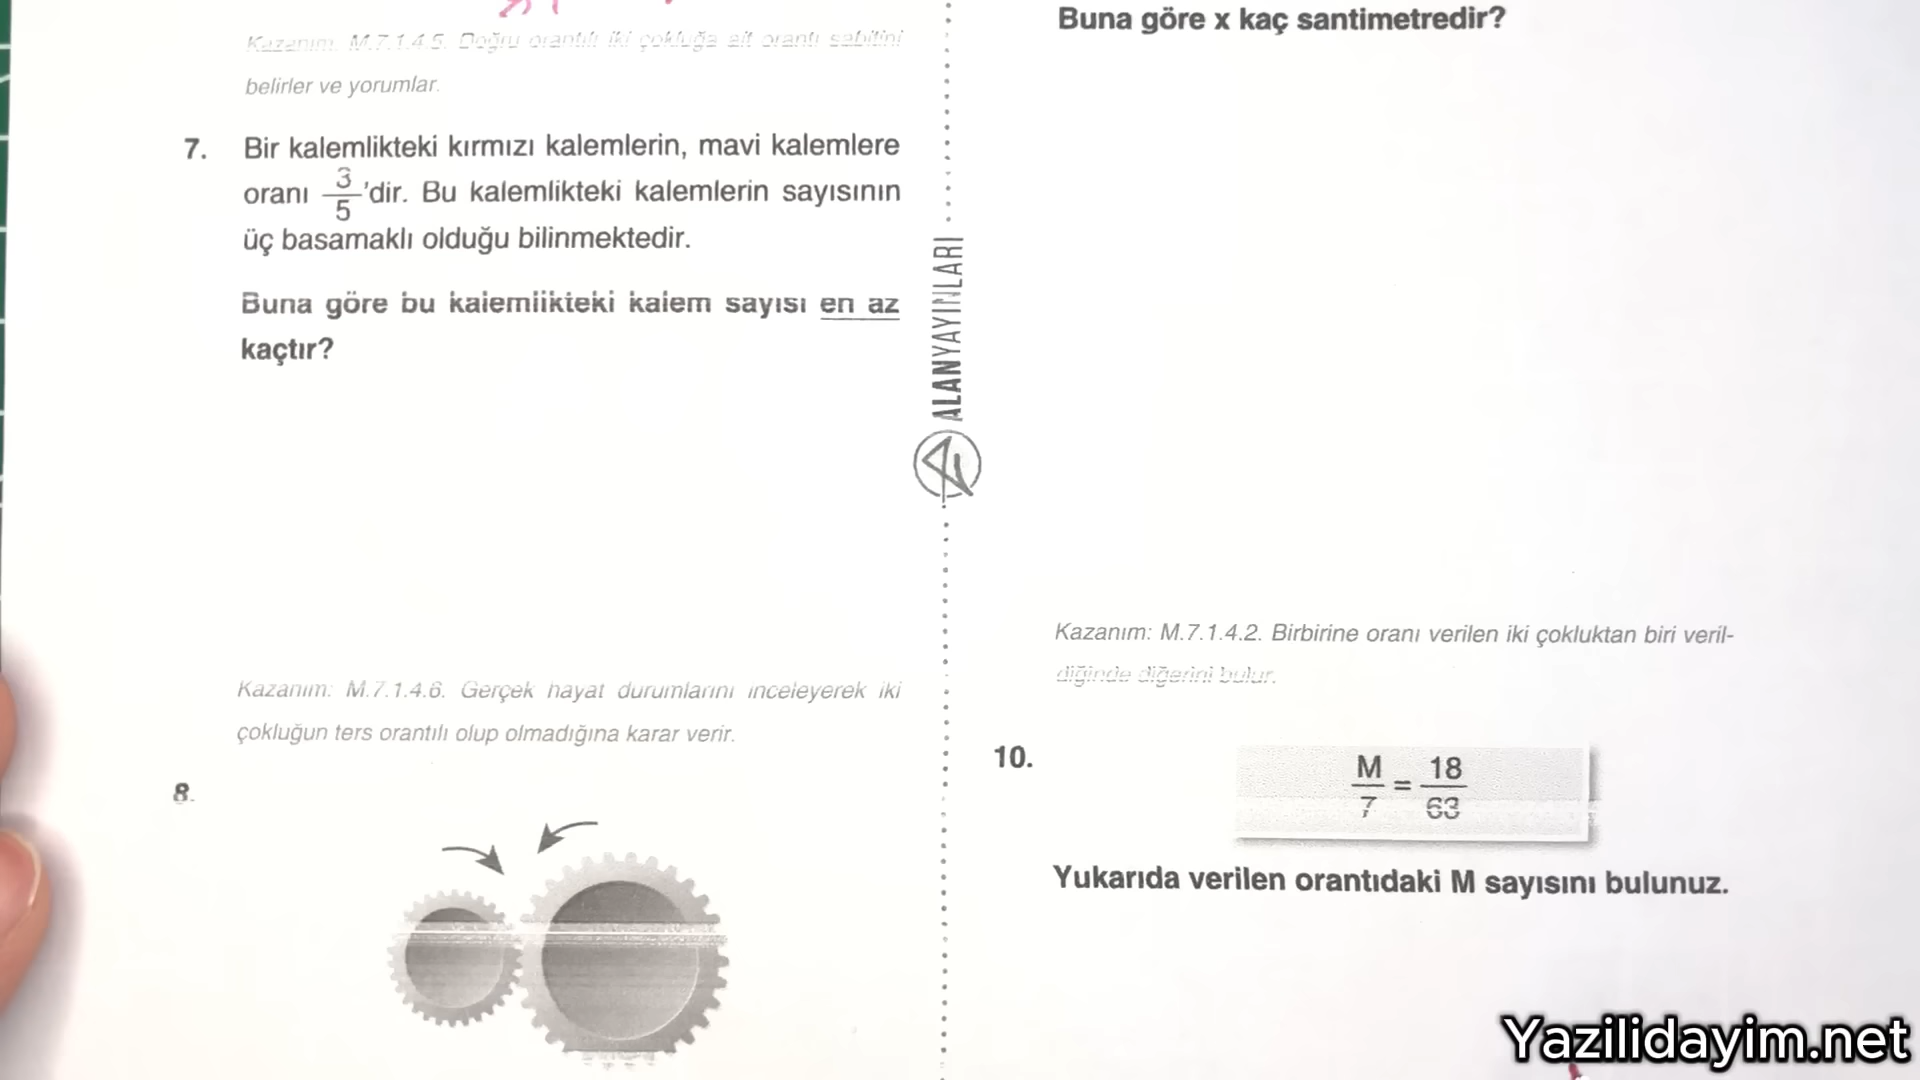 Kazanım: M.7.1.4.5. Doğru orantılı iki çokluğa ait orantı sabitini
belirler ve yorumlar.
7. Bir kalemlikteki kırmızı kalemlerin, mavi kalemlere
oranı 3/5 'dir. Bu kalemlikteki kalemlerin sayısının
üç basamaklı olduğu bilinmektedir.
Buna göre bu kalemlikteki kalem sayısı en az
kaçtır?
Kazanım: M.7.1.4.6. Gerçek hayat durumlarını inceleyerek iki
çokluğun ters orantılı olup olmadığına karar verir.
8.
ALANYAYINLARI
Buna göre x kaç santimetredir?
Kazanım: M.7.1.4.2. Birbirine oranı verilen iki çokluktan biri veril-
diğinde diğerini bulur.
10.
M/7 = 18/63
Yukarıda verilen orantıdaki M sayısını bulunuz.
Yazilidayim.net